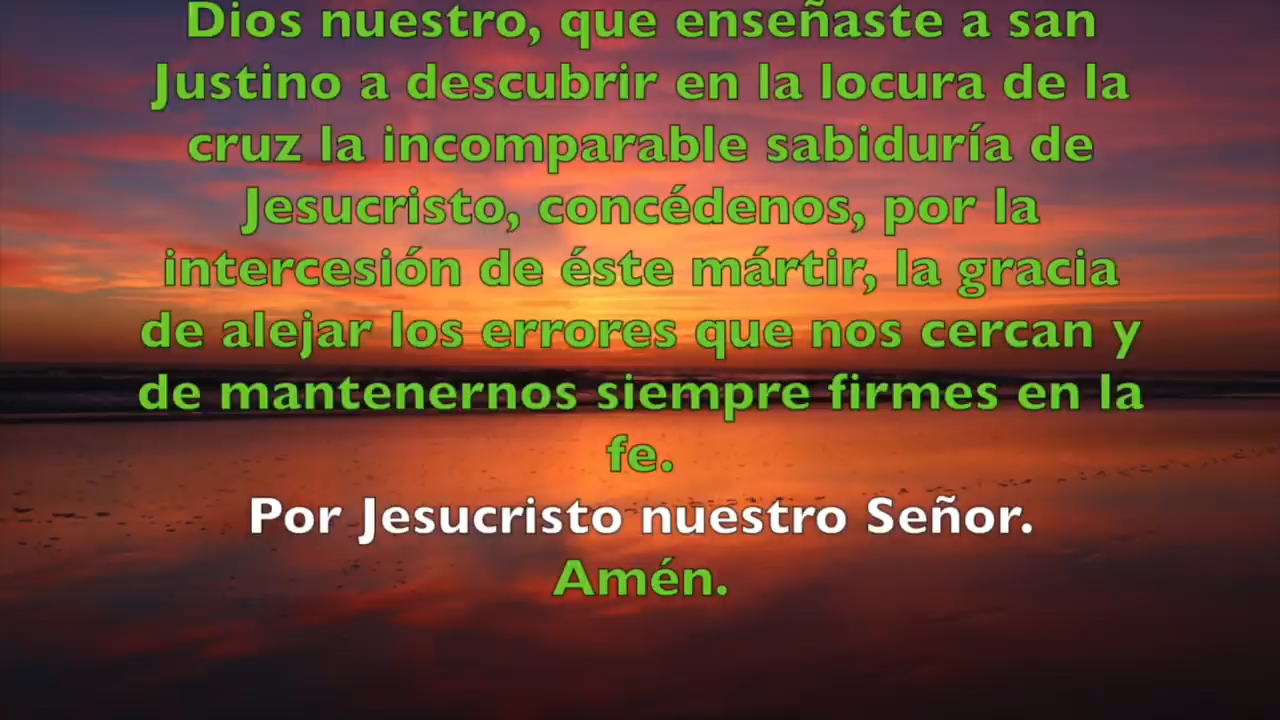 Dios nuestro, que enseñaste a san
Justino a descubrir en la locura de la
cruz la incomparable sabiduría de
Jesucristo, concédenos, por la
intercesión de éste mártir, la gracia
de alejar los errores que nos cercan y
de mantenernos siempre firmes en la
fe.
Por Jesucristo nuestro Señor.
Amén.